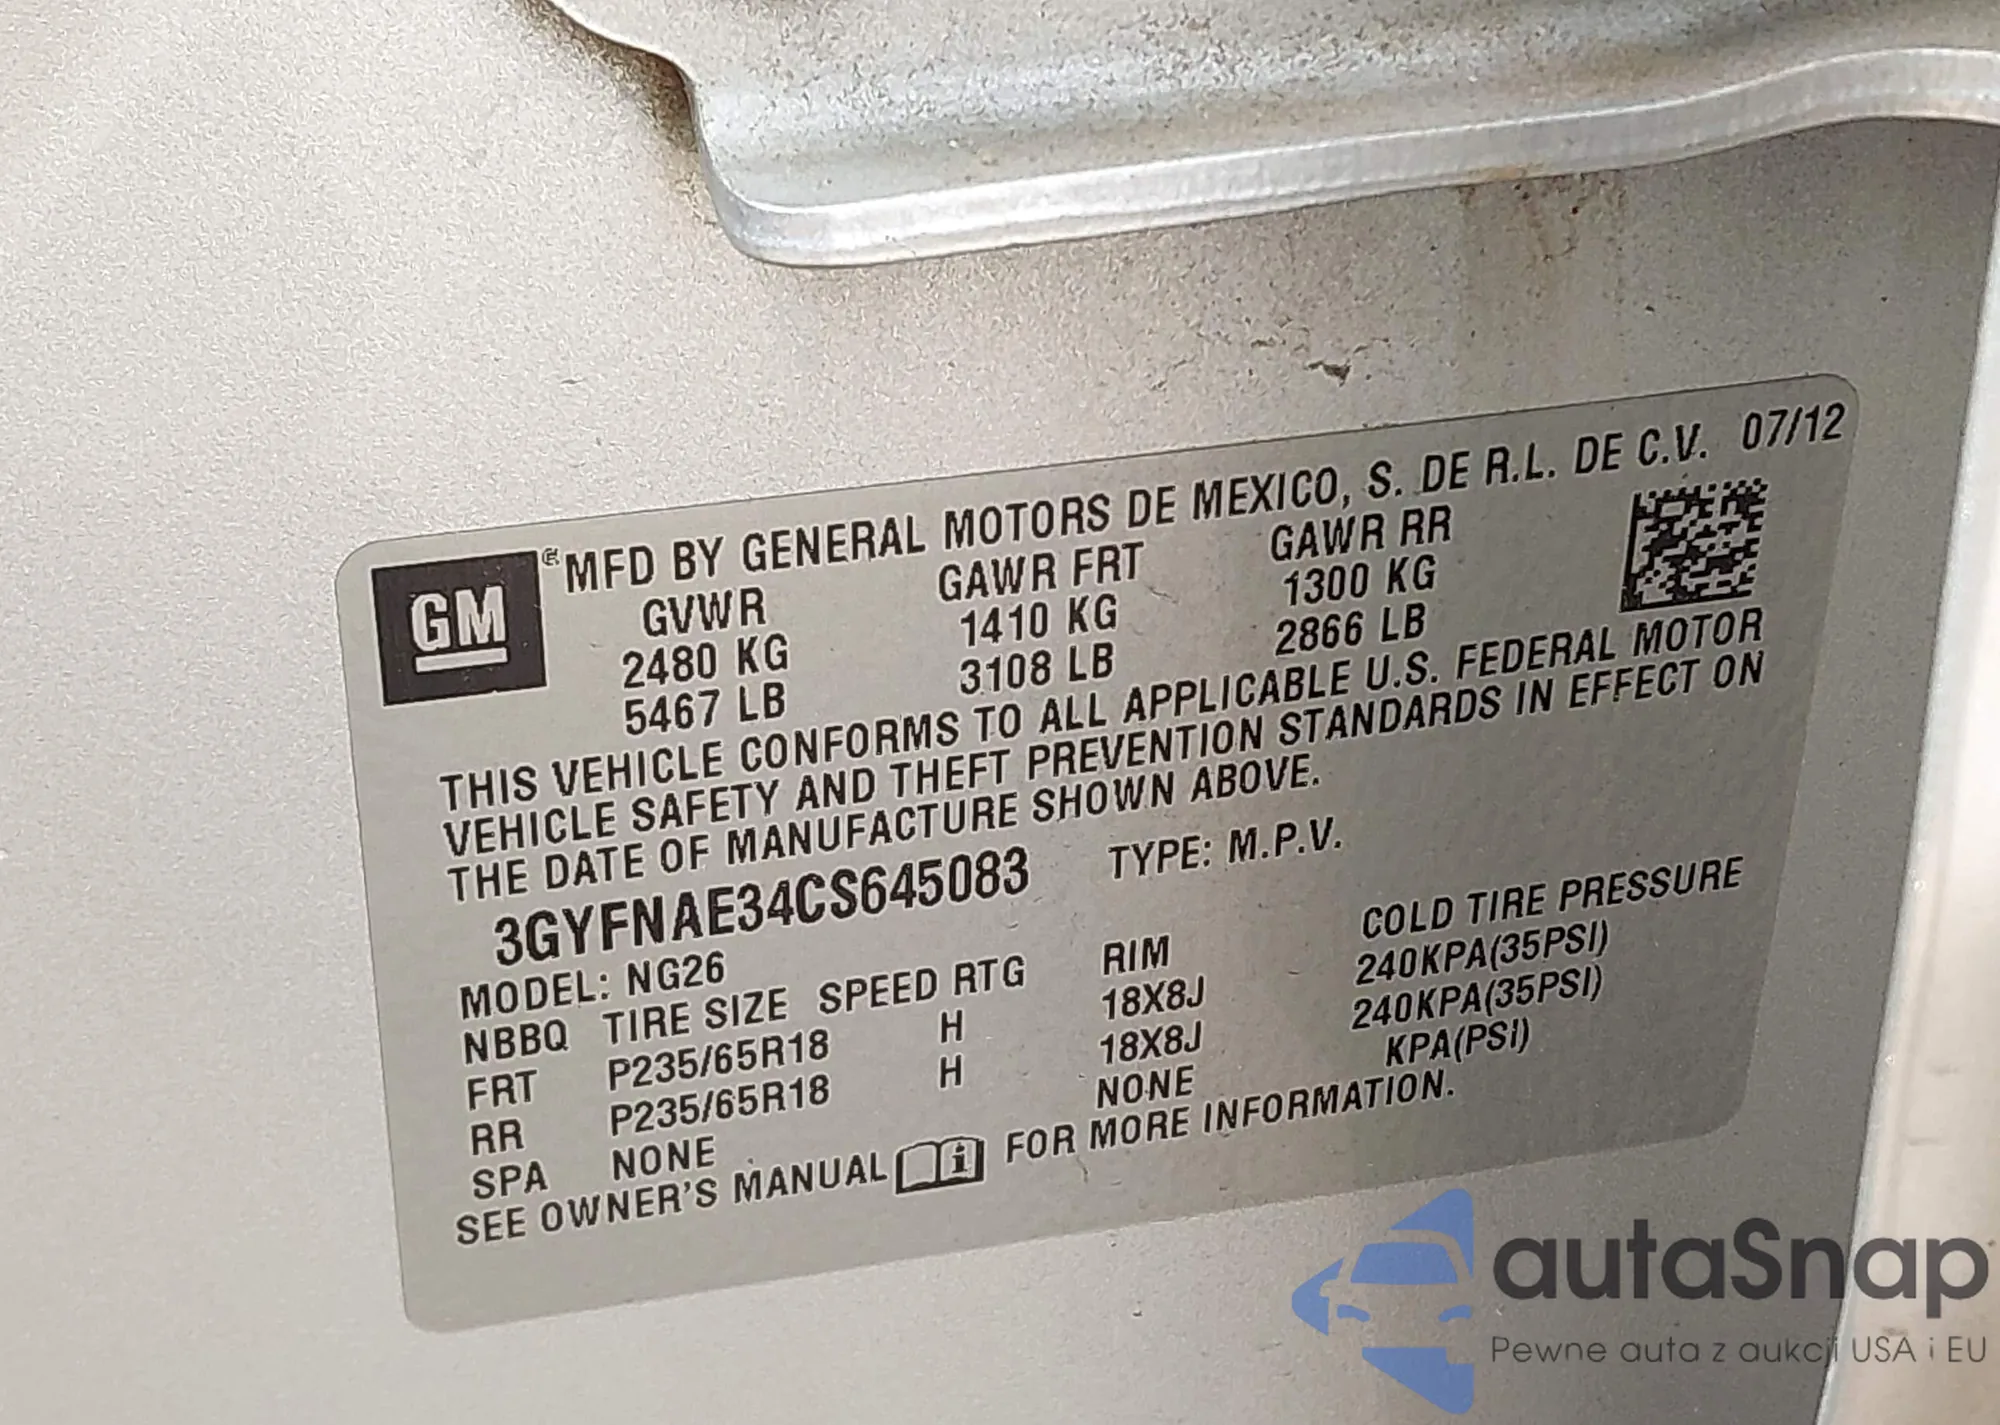 MFD BY GENERAL MOTORS DE MEXICO, S. DE R.L. DE C.V. 07/12
GM
GVWR GAWR FRT GAWR RR
2480 KG 1410 KG 1300 KG
5467 LB 3108 LB 2866 LB
THIS VEHICLE CONFORMS TO ALL APPLICABLE U.S. FEDERAL MOTOR
VEHICLE SAFETY AND THEFT PREVENTION STANDARDS IN EFFECT ON
THE DATE OF MANUFACTURE SHOWN ABOVE.
3GYFNAE34CS645083 TYPE: M.P.V.
MODEL: NG26
NBBQ TIRE SIZE SPEED RTG RIM COLD TIRE PRESSURE
FRT P235/65R18 H 18X8J 240KPA(35PSI)
RR P235/65R18 H 18X8J 240KPA(35PSI)
SPA NONE NONE KPA(PSI)
SEE OWNER'S MANUAL FOR MORE INFORMATION.
autaSnap
Pewne auta z aukcji USA i EU